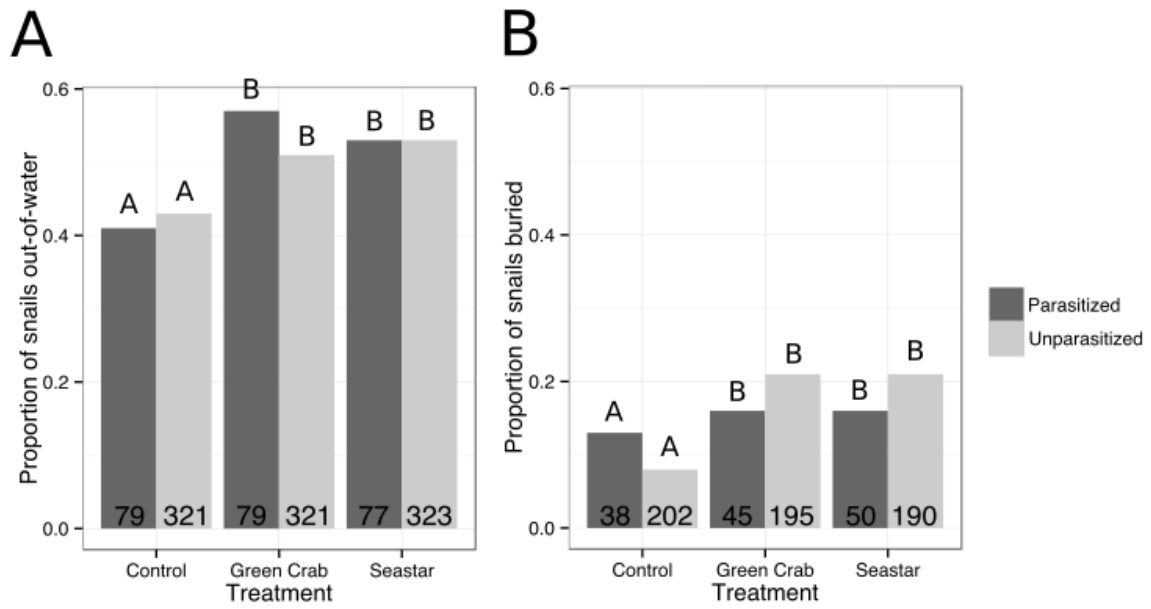 A
B
0.6
0.4
0.2
0.0
Proportion of snails out-of-water
A
A
B
B
B
B
79
321
79
321
77
323
Control
Green Crab
Seastar
Treatment
0.6
0.4
0.2
0.0
Proportion of snails buried
A
A
B
B
B
B
38
202
45
195
50
190
Control
Green Crab
Seastar
Treatment
Parasitized
Unparasitized